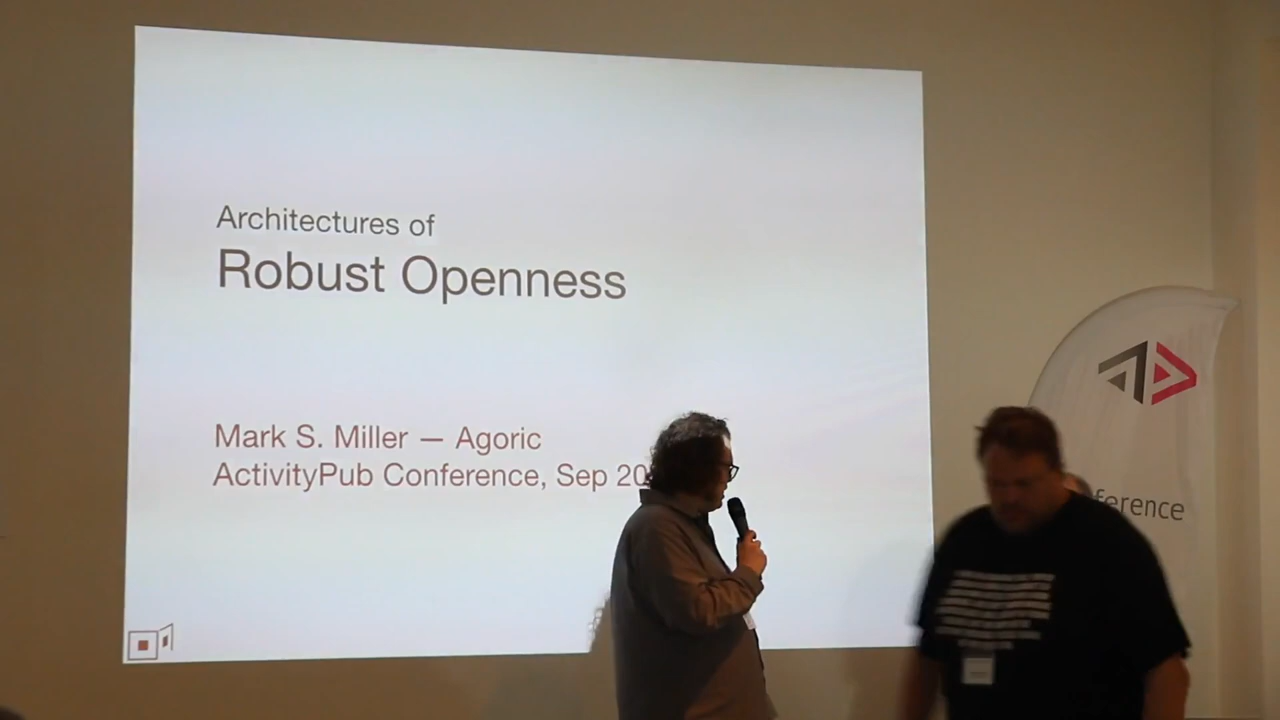 Architectures of
Robust Openness
Mark S. Miller — Agoric
ActivityPub Conference, Sep 20
ference